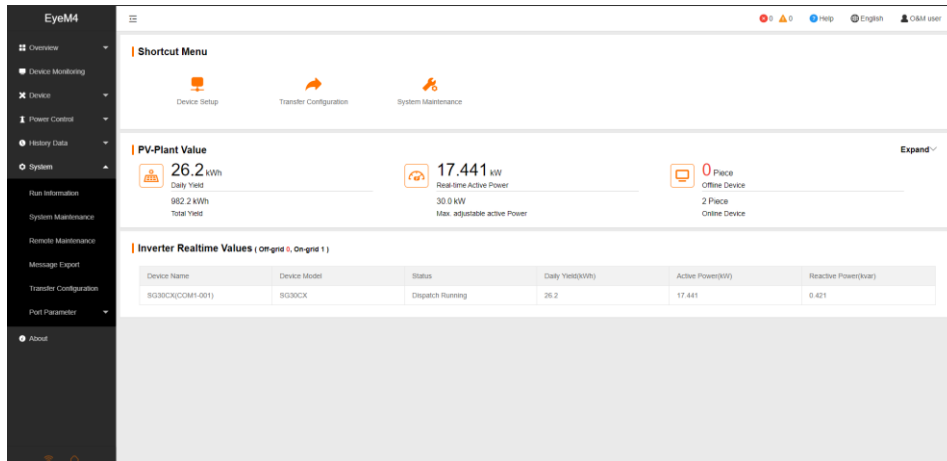 EyeM4
0 0 Help English O&M user
Overview
Device Monitoring
Device
Power Control
History Data
System
Run Information
System Maintenance
Remote Maintenance
Message Export
Transfer Configuration
Port Parameter
About
Shortcut Menu
Device Setup Transfer Configuration System Maintenance
PV-Plant Value Expand
26.2 kWh 17.441 kW 0 Piece
Daily Yield Real-time Active Power Offline Device
982.2 kWh 30.0 kW 2 Piece
Total Yield Max. adjustable active Power Online Device
Inverter Realtime Values ( Off-grid 0, On-grid 1 )
Device Name Device Model Status Daily Yield(kWh) Active Power(kW) Reactive Power(kvar)
SG30CX(COM1-001) SG30CX Dispatch Running 26.2 17.441 0.421